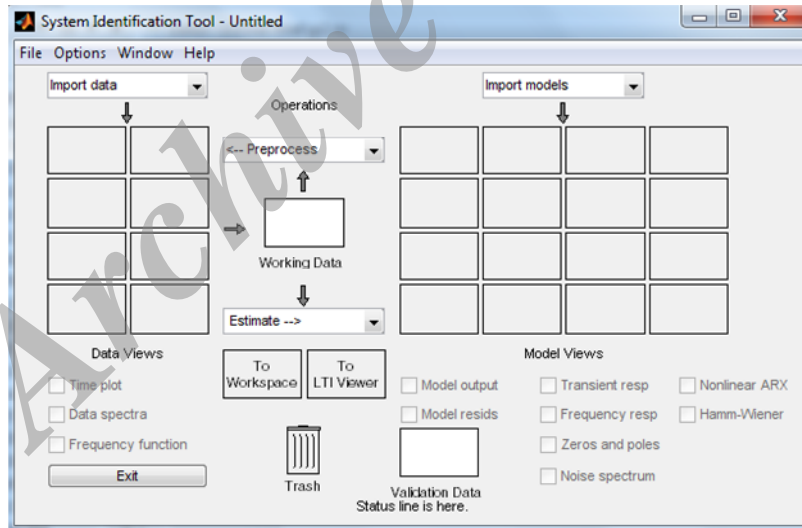 System Identification Tool - Untitled
File Options Window Help
Import data
Import models
Operations
<-- Preprocess
Working Data
Estimate -->
Data Views
Model Views
To Workspace
To LTI Viewer
Time plot
Data spectra
Frequency function
Model output
Model resids
Transient resp
Frequency resp
Zeros and poles
Noise spectrum
Nonlinear ARX
Hamm-Wiener
Exit
Trash
Validation Data
Status line is here.
Archive